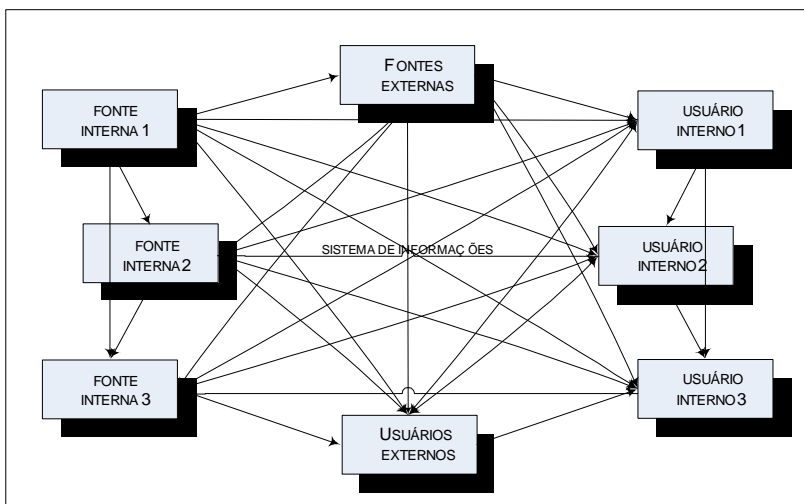 FONTES
EXTERNAS
FONTE
INTERNA 1
USUÁRIO
INTERNO 1
FONTE
INTERNA 2
SISTEMA DE INFORMAÇÕES
USUÁRIO
INTERNO 2
FONTE
INTERNA 3
USUÁRIO
INTERNO 3
USUÁRIOS
EXTERNOS